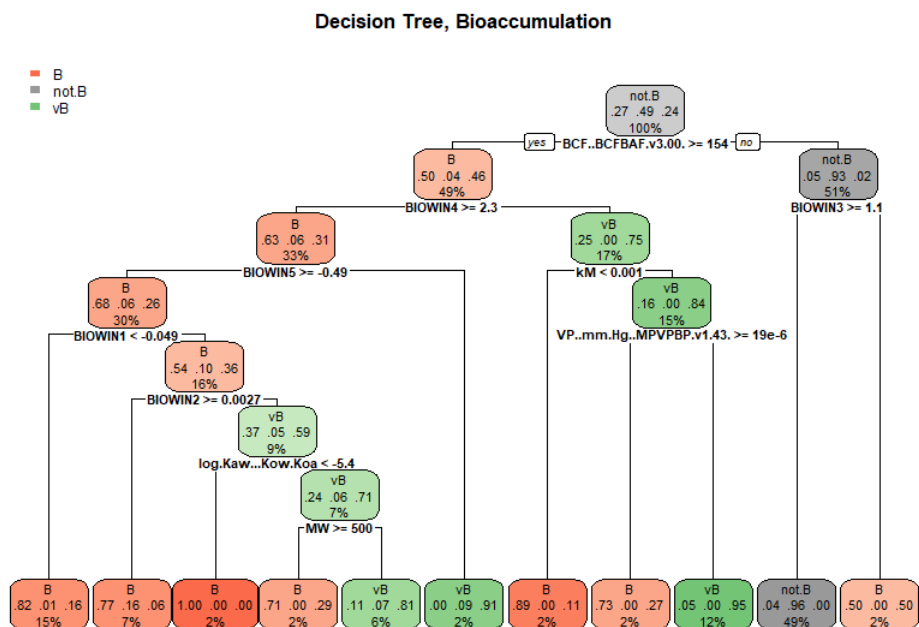 Decision Tree, Bioaccumulation
B
not.B
vB
not.B
.27 .49 .24
100%
yes BCF..BCFBAF.v3.00. >= 154 no
B
.50 .04 .46
49%
BIOWIN4 >= 2.3
not.B
.05 .93 .02
51%
BIOWIN3 >= 1.1
B
.63 .06 .31
33%
BIOWIN5 >= -0.49
vB
.25 .00 .75
17%
kM < 0.001
B
.68 .06 .26
30%
BIOWIN1 < -0.049
vB
.16 .00 .84
15%
VP..mm.Hg..MPVPBP.v1.43. >= 19e-6
B
.54 .10 .36
16%
BIOWIN2 >= 0.0027
vB
.37 .05 .59
9%
log.Kaw...Kow.Koa < -5.4
vB
.24 .06 .71
7%
MW >= 500
B
.82 .01 .16
15%
B
.77 .16 .06
7%
B
1.00 .00 .00
2%
B
.71 .00 .29
2%
vB
.11 .07 .81
6%
vB
.00 .09 .91
2%
B
.89 .00 .11
2%
B
.73 .00 .27
2%
vB
.05 .00 .95
12%
not.B
.04 .96 .00
49%
B
.50 .00 .50
2%